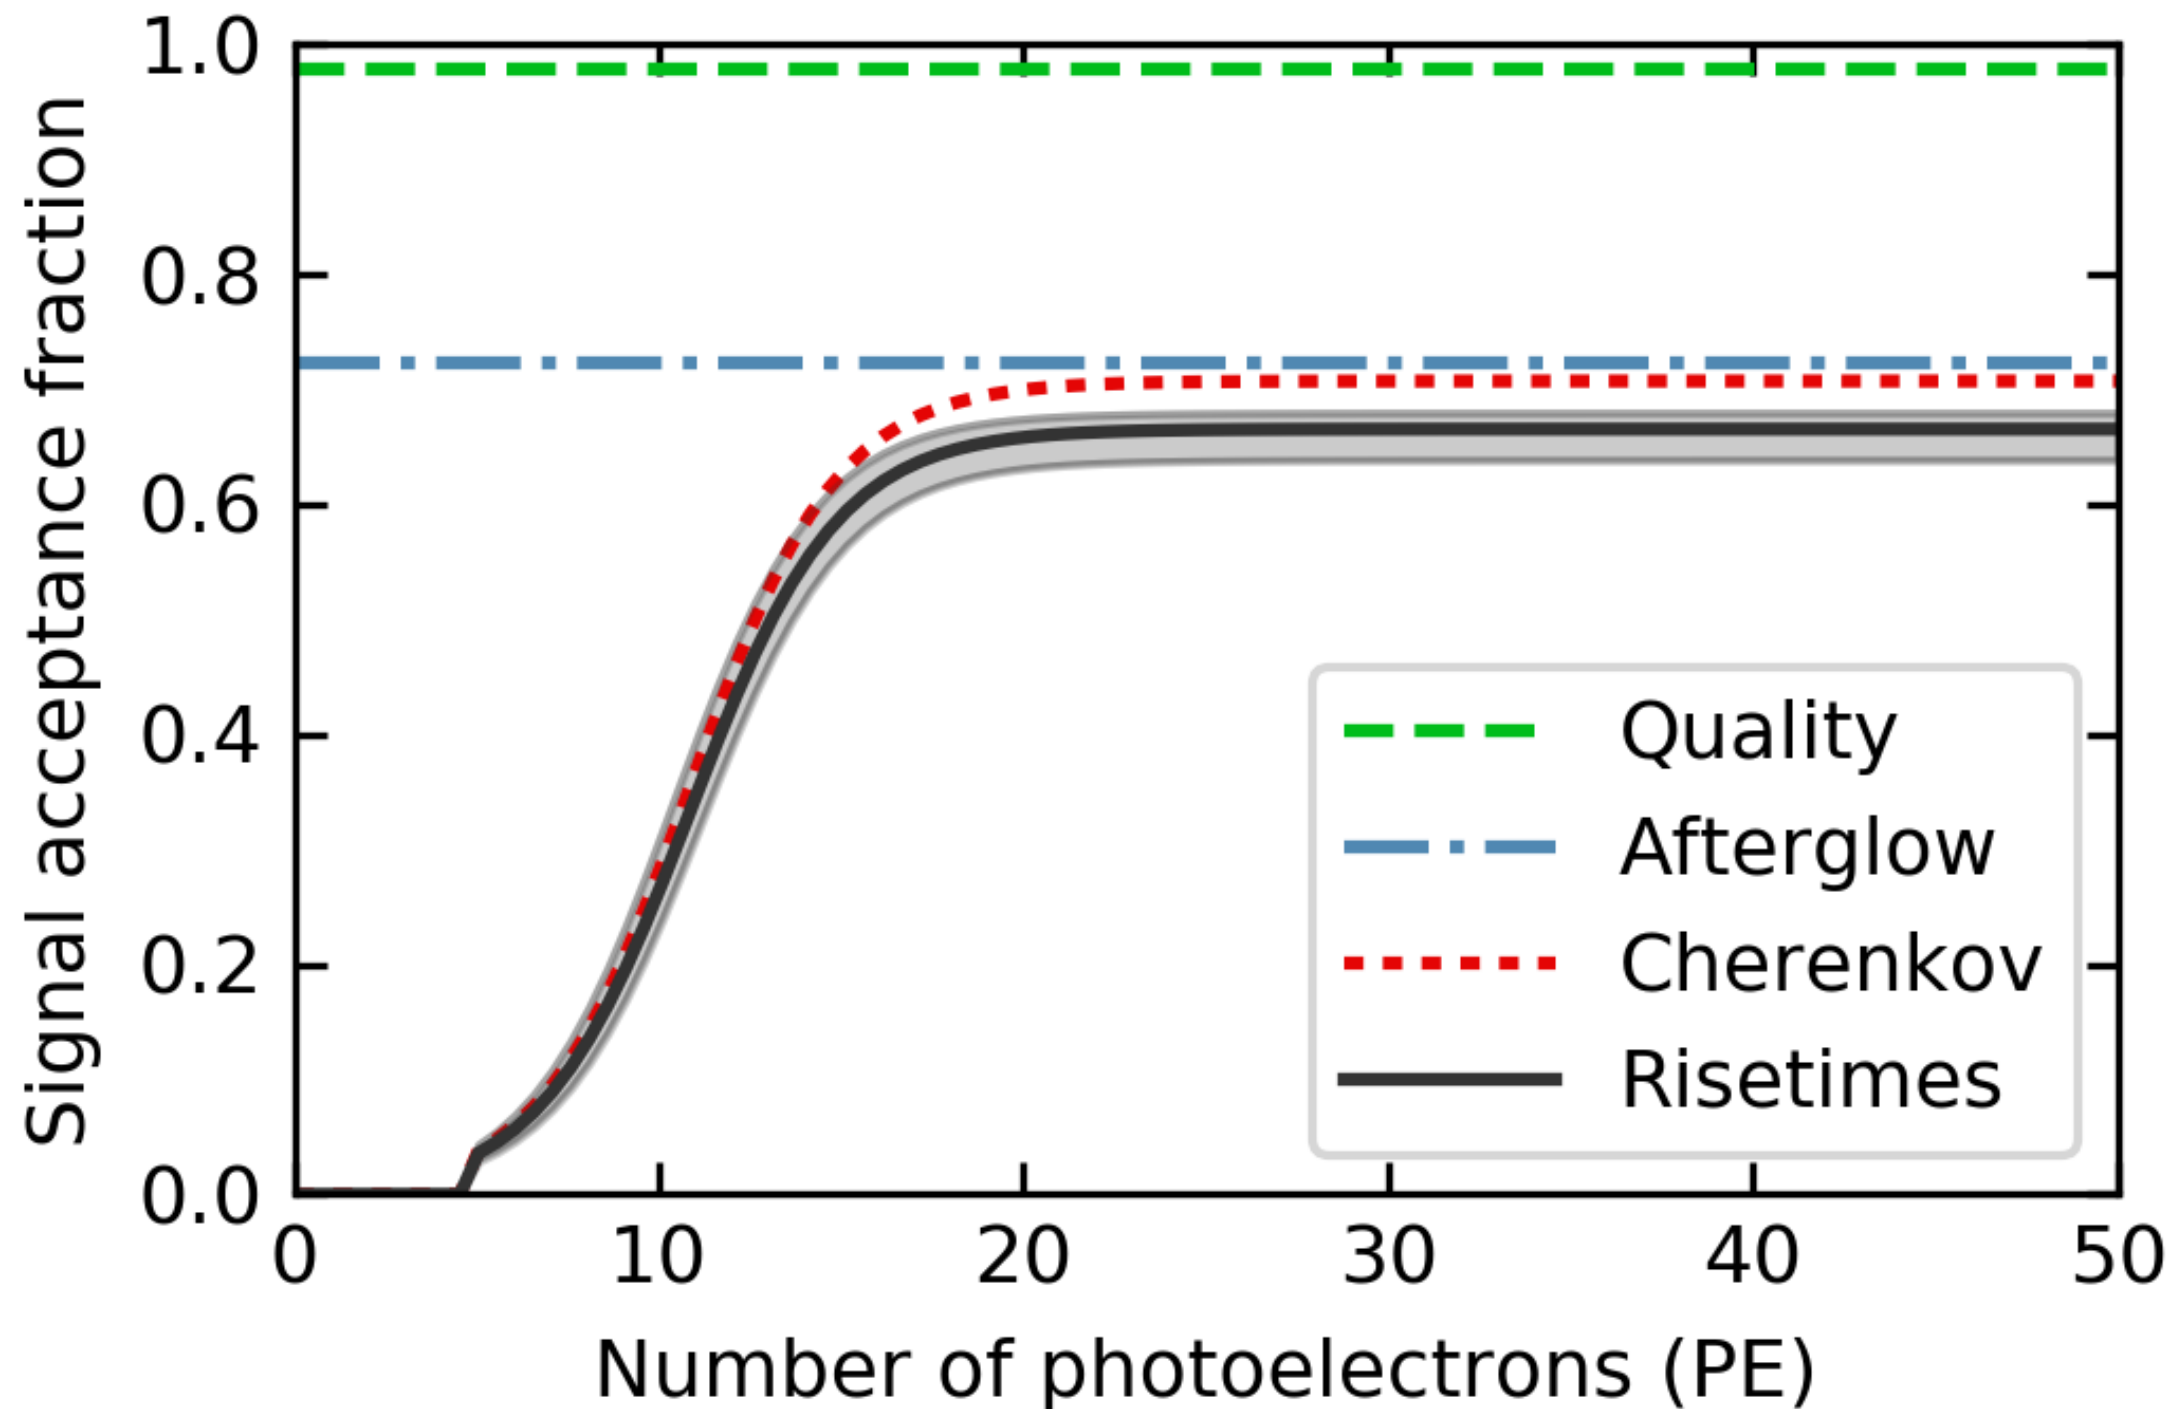 Signal acceptance fraction
1.0
0.8
0.6
0.4
0.2
0.0
Quality
Afterglow
Cherenkov
Risetimes
0 10 20 30 40 50
Number of photoelectrons (PE)